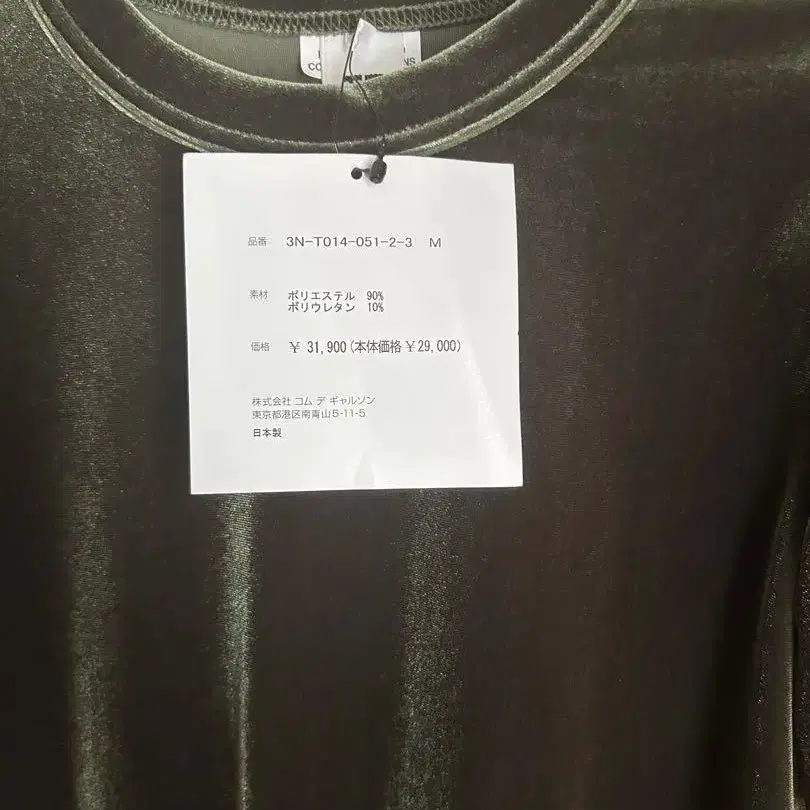 品番 3N-T014-051-2-3 M
素材 ポリエステル 90%
ポリウレタン 10%
価格 ¥ 31,900(本体価格¥29,000)
株式会社 コム デ ギャルソン
東京都港区南青山5-11-5
日本製